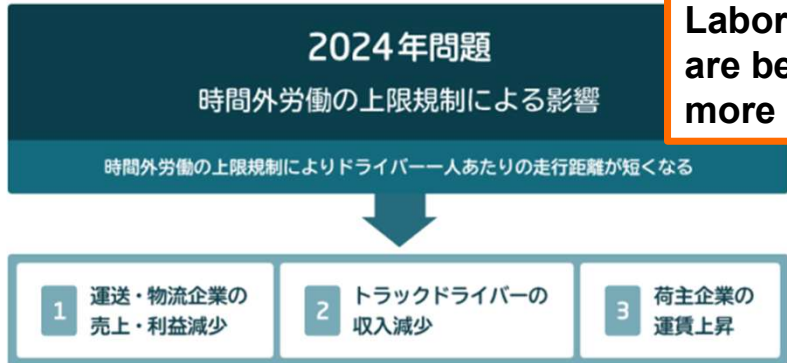 2024年問題
時間外労働の上限規制による影響
Labor
are be
more
時間外労働の上限規制によりドライバー一人あたりの走行距離が短くなる
1 運送・物流企業の
売上・利益減少
2 トラックドライバーの
収入減少
3 荷主企業の
運賃上昇